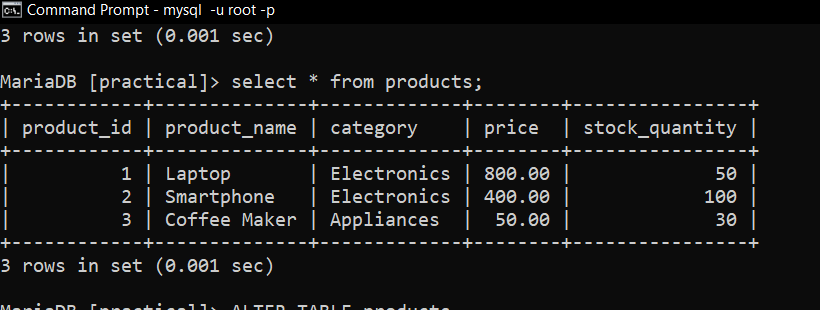 Command Prompt - mysql -u root -p
3 rows in set (0.001 sec)
MariaDB [practical]> select * from products;
+------------+--------------+-------------+--------+----------------+
| product_id | product_name | category    | price  | stock_quantity |
+------------+--------------+-------------+--------+----------------+
|          1 | Laptop       | Electronics | 800.00 |             50 |
|          2 | Smartphone   | Electronics | 400.00 |            100 |
|          3 | Coffee Maker | Appliances  |  50.00 |             30 |
+------------+--------------+-------------+--------+----------------+
3 rows in set (0.001 sec)
MariaDB [practical]> ALTER TABLE products